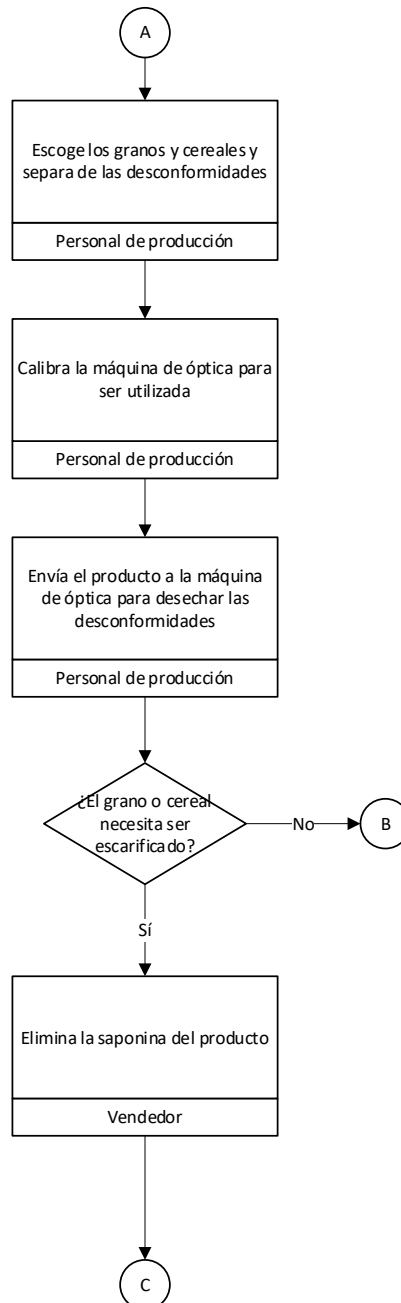 A
Escoge los granos y cereales y
separa de las desconformidades
Personal de producción
Calibra la máquina de óptica para
ser utilizada
Personal de producción
Envía el producto a la máquina
de óptica para desechar las
desconformidades
Personal de producción
¿El grano o cereal
necesita ser
escarificado?
No
B
Sí
Elimina la saponina del producto
Vendedor
C